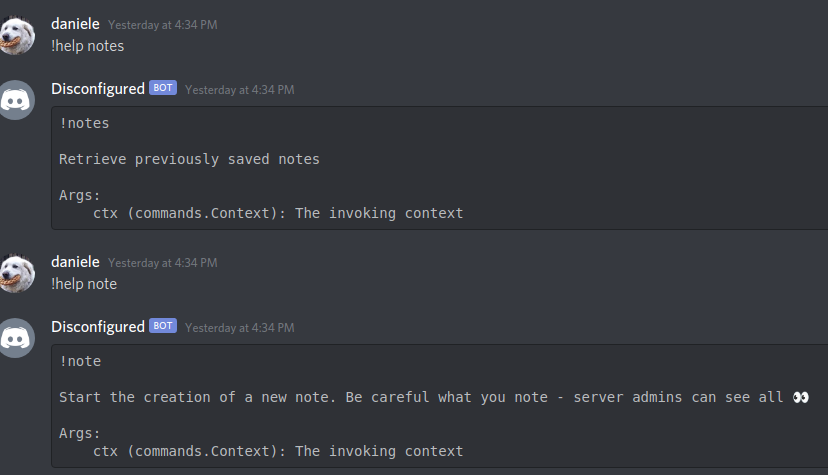 daniele Yesterday at 4:34 PM
!help notes
Disconfigured BOT Yesterday at 4:34 PM
!notes
Retrieve previously saved notes
Args:
ctx (commands.Context): The invoking context
daniele Yesterday at 4:34 PM
!help note
Disconfigured BOT Yesterday at 4:34 PM
!note
Start the creation of a new note. Be careful what you note - server admins can see all 👀
Args:
ctx (commands.Context): The invoking context